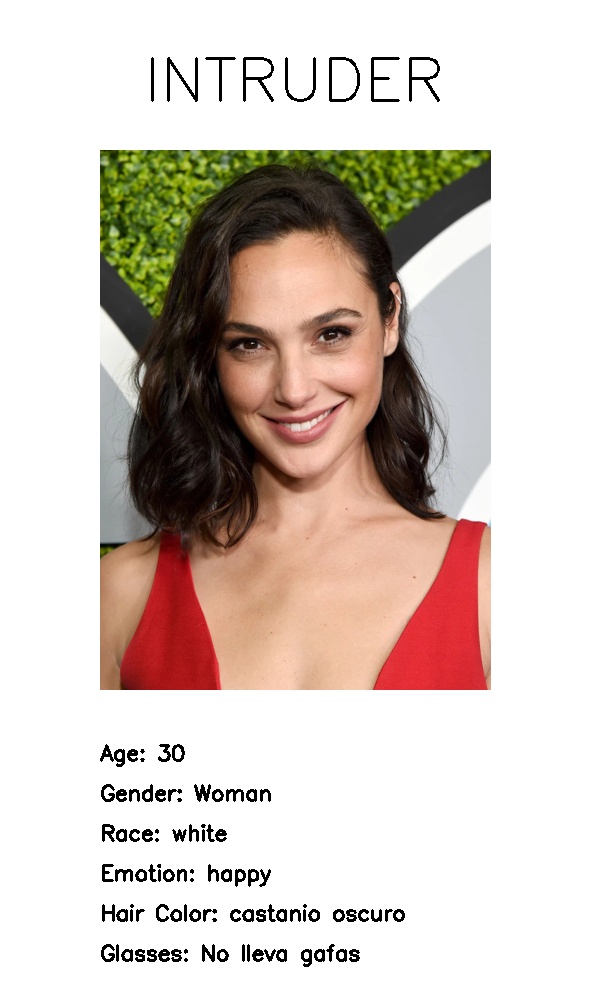 INTRUDER
Age: 30
Gender: Woman
Race: white
Emotion: happy
Hair Color: castanio oscuro
Glasses: No lleva gafas